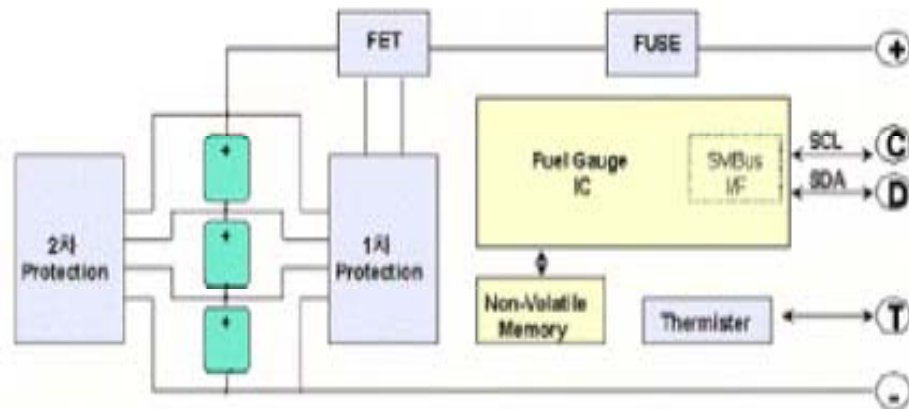 FET
FUSE
+
+
Fuel Gauge
IC
SMBus
I/F
SCL
C
SDA
D
2차
Protection
+
1차
Protection
+
Non-Volatile
Memory
Thermister
T
-